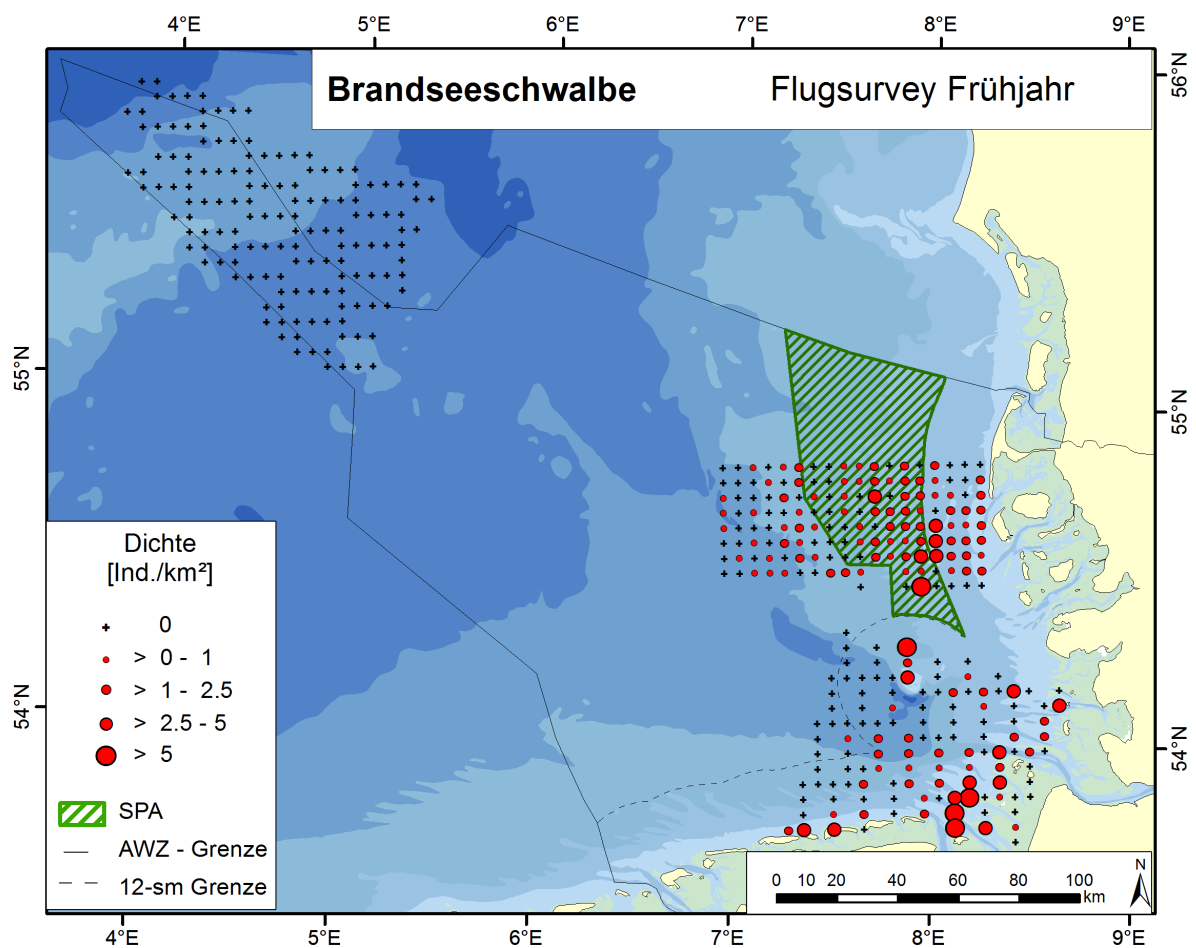 4°E 5°E 6°E 7°E 8°E 9°E
Brandseeschwalbe Flugsurvey Frühjahr
56°N
55°N
55°N
54°N
54°N
Dichte
[Ind./km²]
0
> 0 - 1
> 1 - 2.5
> 2.5 - 5
> 5
SPA
AWZ - Grenze
12-sm Grenze
N
0 10 20 40 60 80 100
km
4°E 5°E 6°E 7°E 8°E 9°E